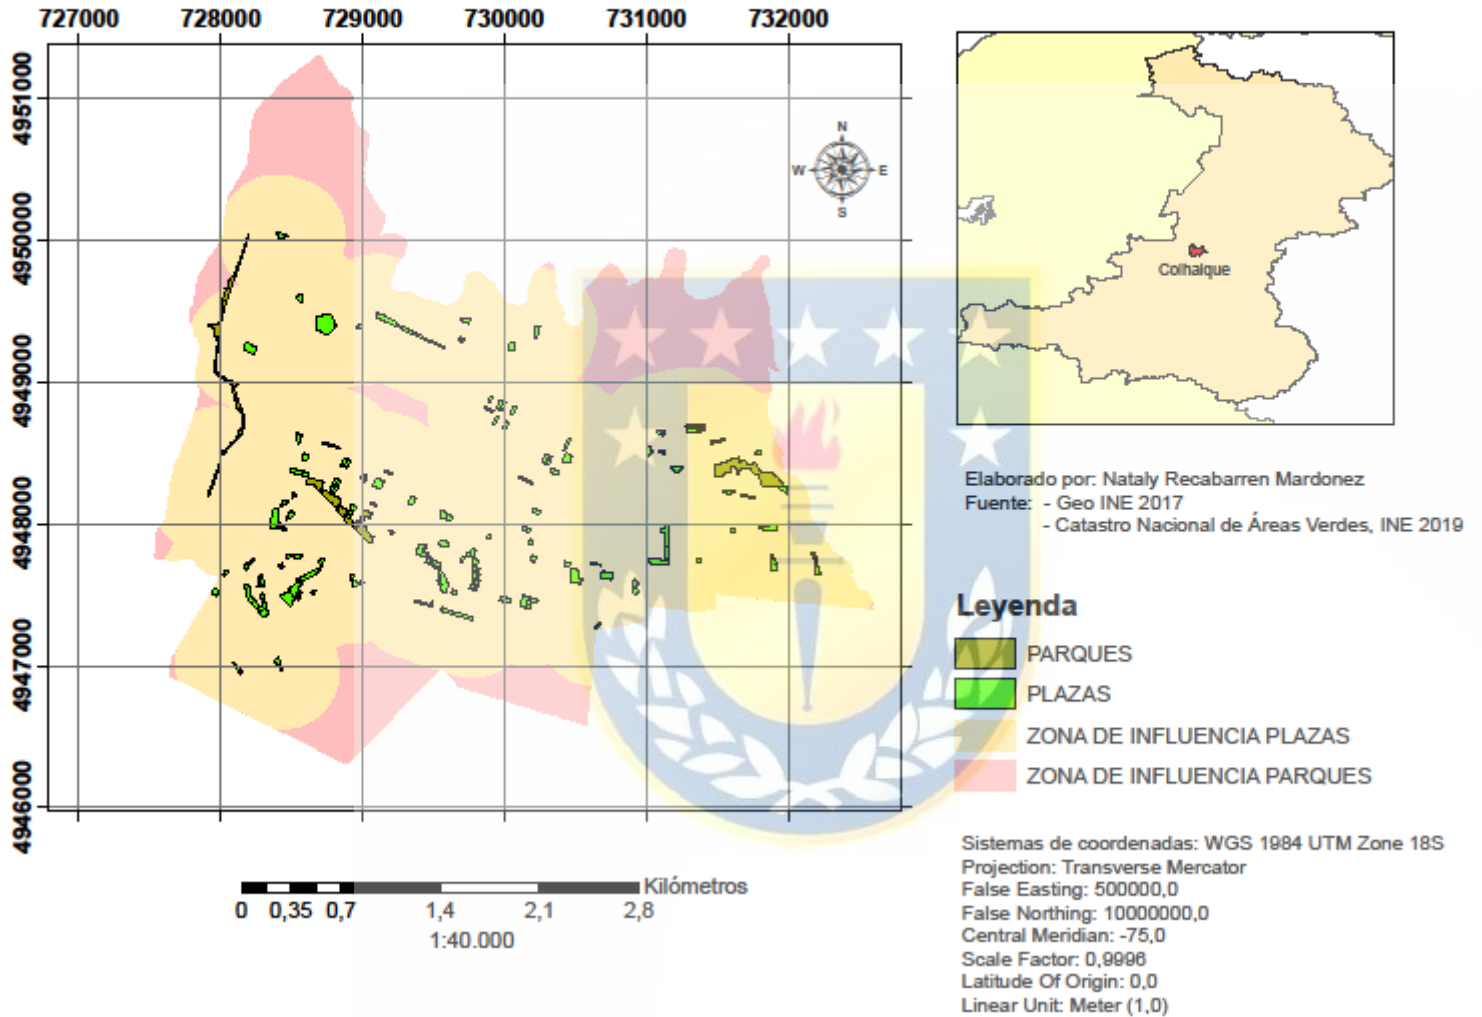 727000 728000 729000 730000 731000 732000
4951000
4950000
4949000
4948000
4947000
4946000
N
W E
S
Coihaique
Elaborado por: Nataly Recabarren Mardonez
Fuente: - Geo INE 2017
- Catastro Nacional de Áreas Verdes, INE 2019
Leyenda
PARQUES
PLAZAS
ZONA DE INFLUENCIA PLAZAS
ZONA DE INFLUENCIA PARQUES
Kilómetros
0 0,35 0,7 1,4 2,1 2,8
1:40.000
Sistemas de coordenadas: WGS 1984 UTM Zone 18S
Projection: Transverse Mercator
False Easting: 500000,0
False Northing: 10000000,0
Central Meridian: -75,0
Scale Factor: 0,9996
Latitude Of Origin: 0,0
Linear Unit: Meter (1,0)